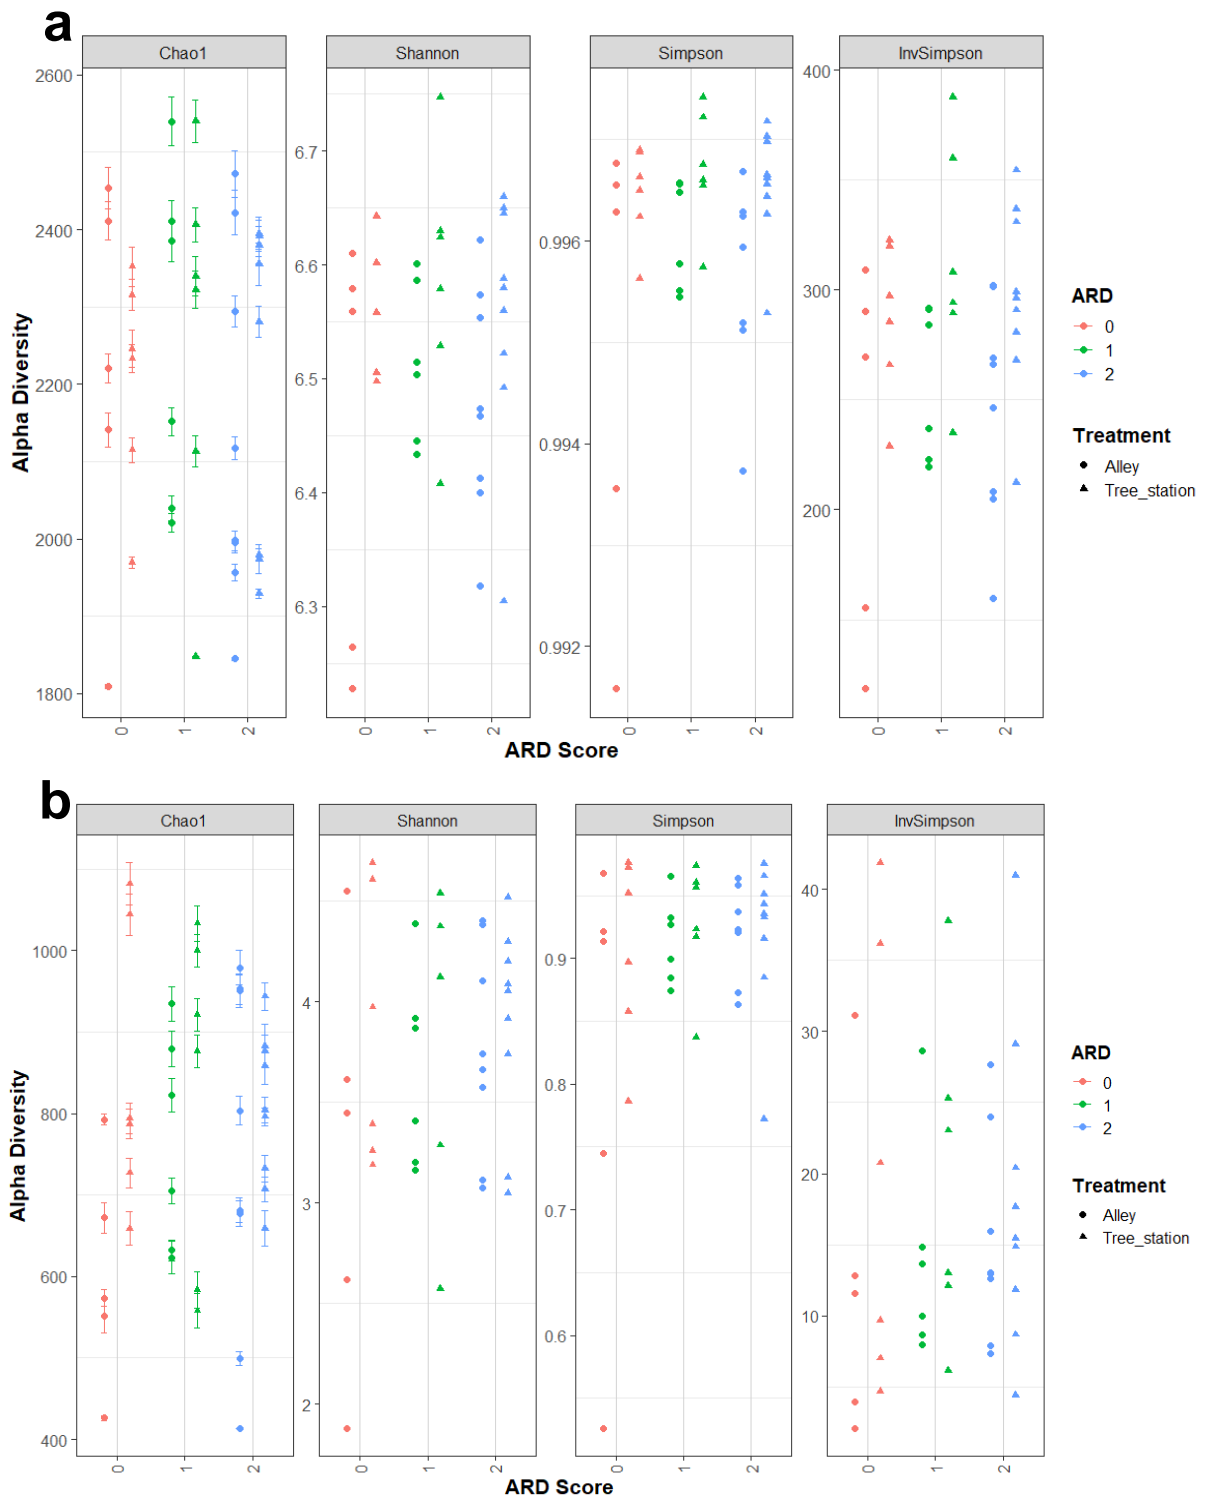 a
Chao1 Shannon Simpson InvSimpson
2600
2400
2200
2000
1800
6.7
6.6
6.5
6.4
6.3
0.996
0.994
0.992
400
300
200
Alpha Diversity
0 1 2 0 1 2 0 1 2 0 1 2
ARD Score
ARD
0
1
2
Treatment
Alley
Tree_station
b
Chao1 Shannon Simpson InvSimpson
1000
800
600
400
4
3
2
0.9
0.8
0.7
0.6
40
30
20
10
Alpha Diversity
0 1 2 0 1 2 0 1 2 0 1 2
ARD Score
ARD
0
1
2
Treatment
Alley
Tree_station